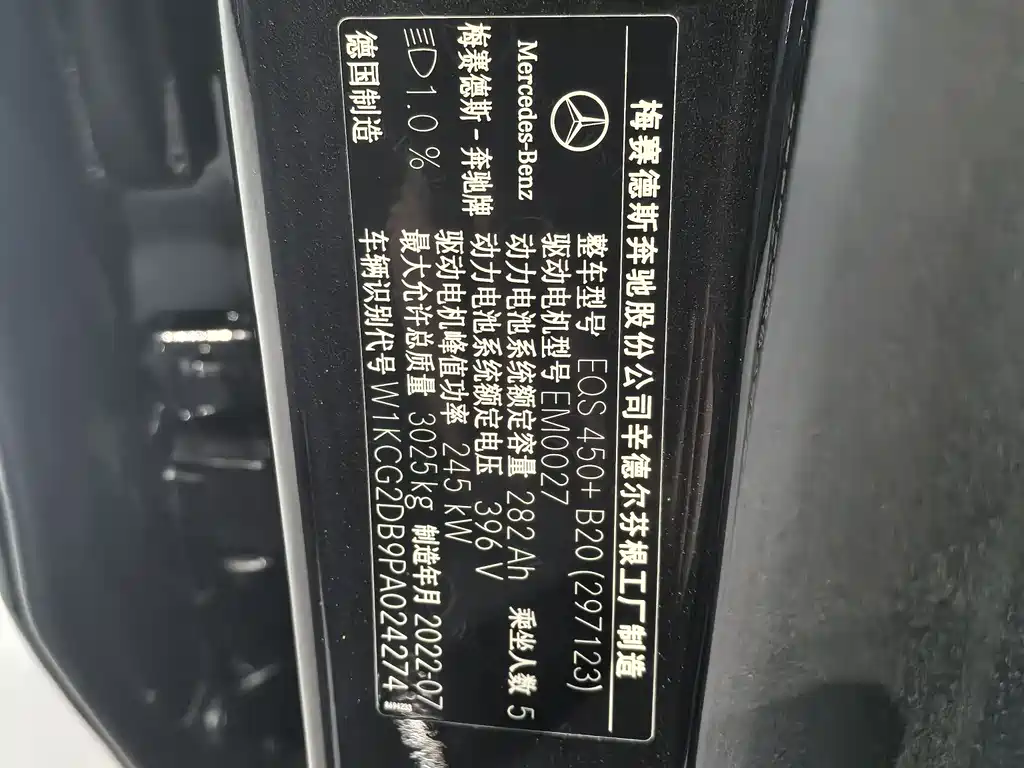 梅赛德斯奔驰股份公司辛德尔芬根工厂制造
Mercedes-Benz
整车型号 EQS 450+ B20 (297123)
驱动电机型号 EM0027
动力电池系统额定容量 282 Ah 乘坐人数 5
梅赛德斯-奔驰牌 动力电池系统额定电压 396 V
1.0 % 驱动电机峰值功率 245 kW
最大允许总质量 3025kg 制造年月 2022-07
德国制造 车辆识别代号 W1KCG2DB9PA024274